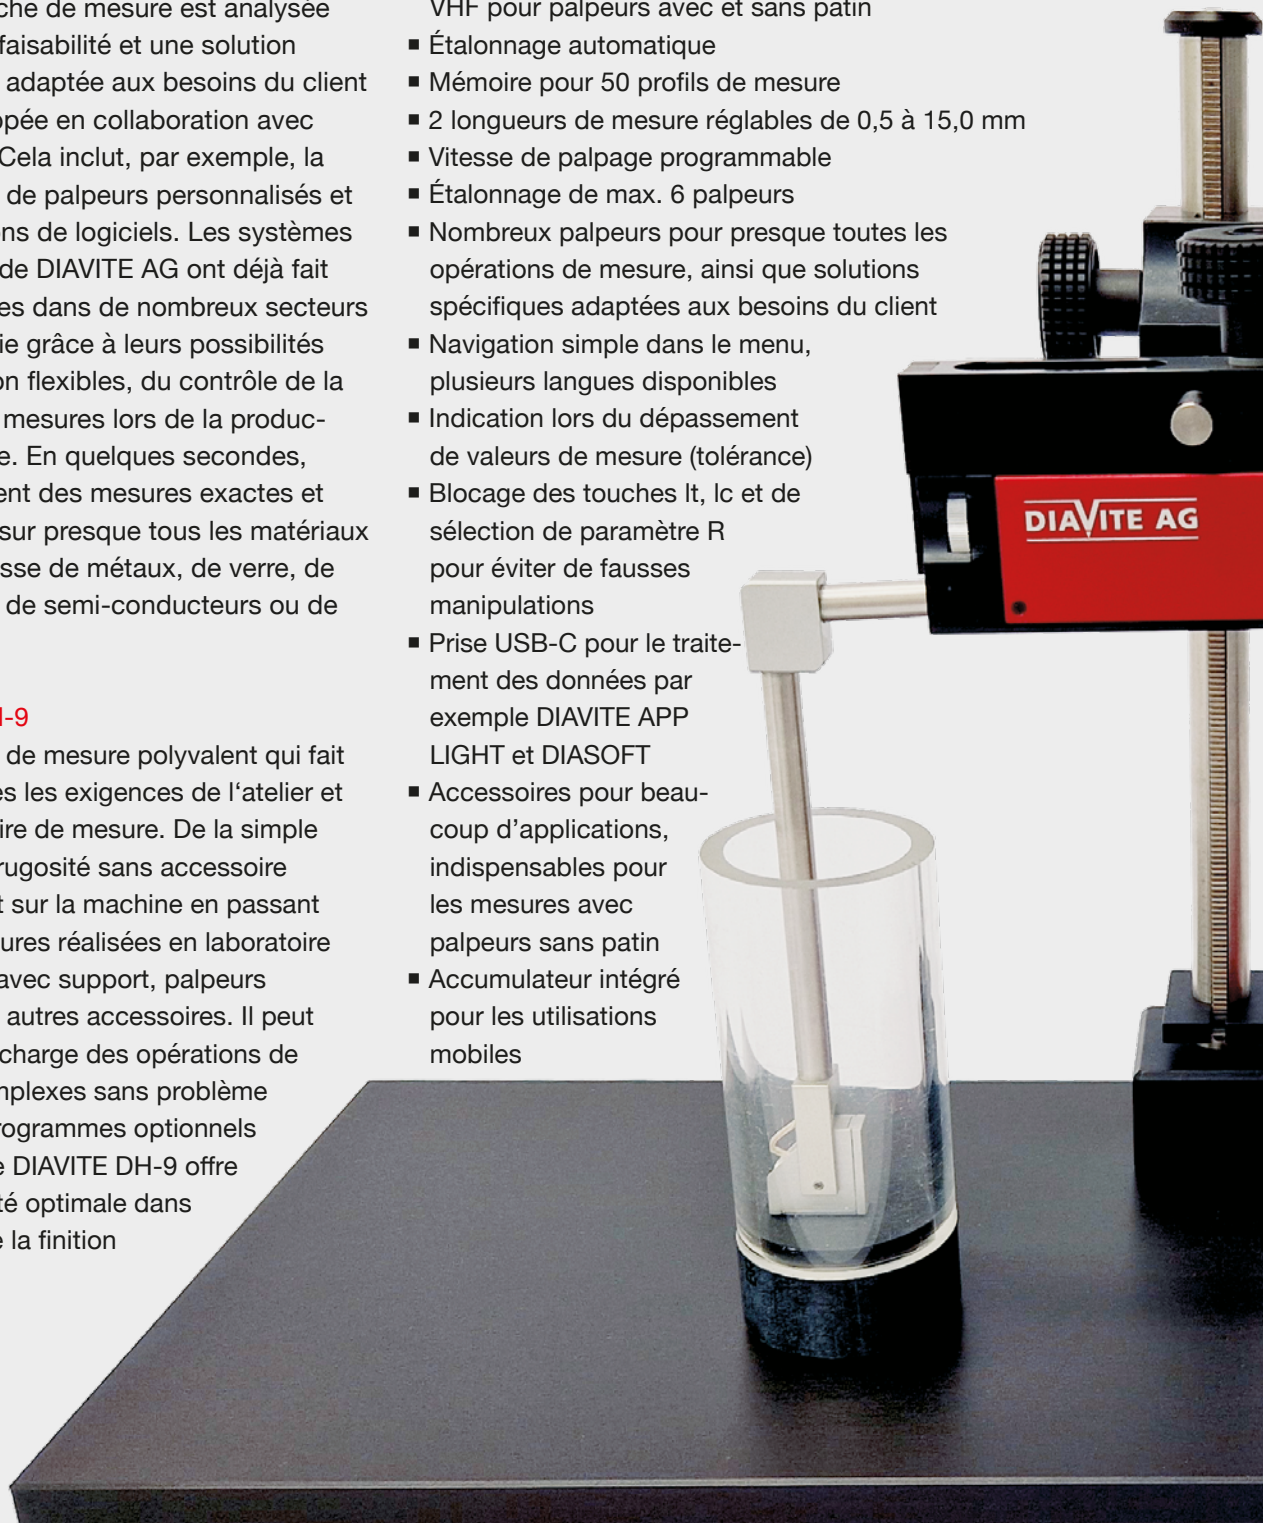 che de mesure est analysée
faisabilité et une solution
adaptée aux besoins du client
ppée en collaboration avec
Cela inclut, par exemple, la
de palpeurs personnalisés et
ns de logiciels. Les systèmes
de DIAVITE AG ont déjà fait
es dans de nombreux secteurs
ie grâce à leurs possibilités
on flexibles, du contrôle de la
mesures lors de la produc-
e. En quelques secondes,
ent des mesures exactes et
sur presque tous les matériaux
isse de métaux, de verre, de
de semi-conducteurs ou de
-9
de mesure polyvalent qui fait
es les exigences de l‘atelier et
ire de mesure. De la simple
rugosité sans accessoire
t sur la machine en passant
ures réalisées en laboratoire
avec support, palpeurs
autres accessoires. Il peut
charge des opérations de
mplexes sans problème
rogrammes optionnels
e DIAVITE DH-9 offre
té optimale dans
e la finition
VHF pour palpeurs avec et sans patin
■ Étalonnage automatique
■ Mémoire pour 50 profils de mesure
■ 2 longueurs de mesure réglables de 0,5 à 15,0 mm
■ Vitesse de palpage programmable
■ Étalonnage de max. 6 palpeurs
■ Nombreux palpeurs pour presque toutes les
opérations de mesure, ainsi que solutions
spécifiques adaptées aux besoins du client
■ Navigation simple dans le menu,
plusieurs langues disponibles
■ Indication lors du dépassement
de valeurs de mesure (tolérance)
■ Blocage des touches lt, lc et de
sélection de paramètre R
pour éviter de fausses
manipulations
■ Prise USB-C pour le traite-
ment des données par
exemple DIAVITE APP
LIGHT et DIASOFT
■ Accessoires pour beau-
coup d’applications,
indispensables pour
les mesures avec
palpeurs sans patin
■ Accumulateur intégré
pour les utilisations
mobiles
DIAVITE AG